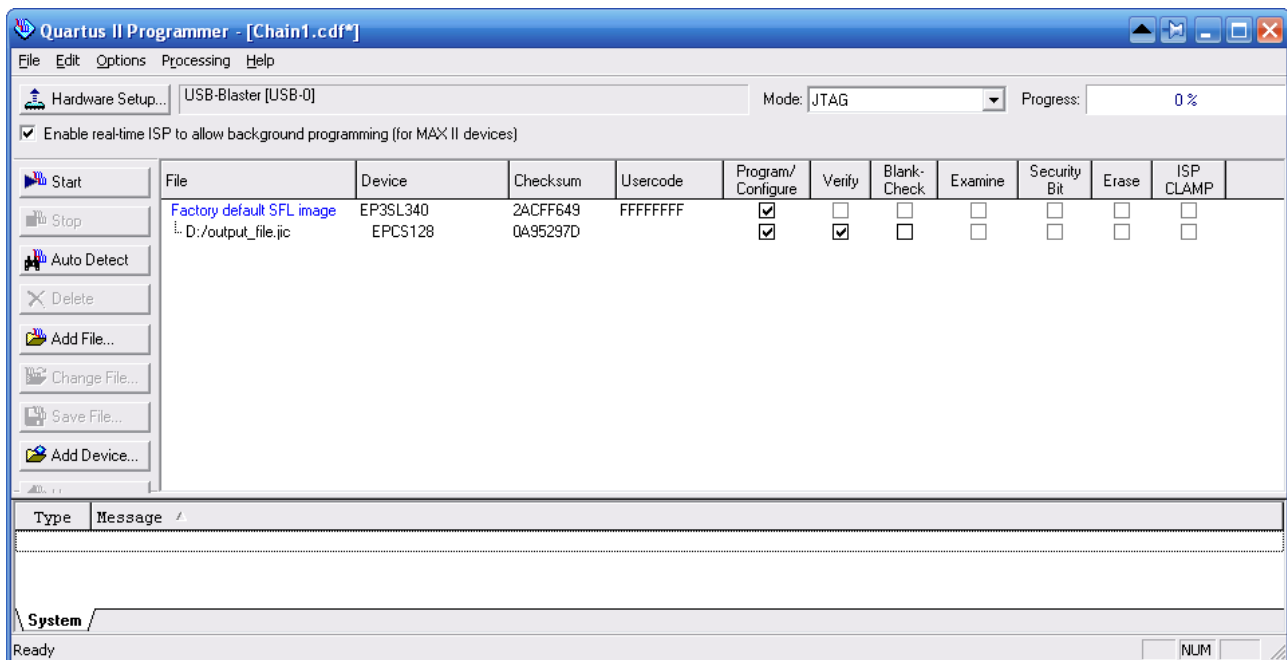 Quartus II Programmer - [Chain1.cdf*]
File Edit Options Processing Help
Hardware Setup... USB-Blaster [USB-0] Mode: JTAG Progress: 0 %
Enable real-time ISP to allow background programming (for MAX II devices)
Start
Stop
Auto Detect
Delete
Add File...
Change File...
Save File...
Add Device...
File Device Checksum Usercode Program/ Configure Verify Blank- Check Examine Security Bit Erase ISP CLAMP
Factory default SFL image EP3SL340 2ACFF649 FFFFFFFF
D:/output_file.jic EPCS128 0A95297D
Type Message
System
Ready NUM